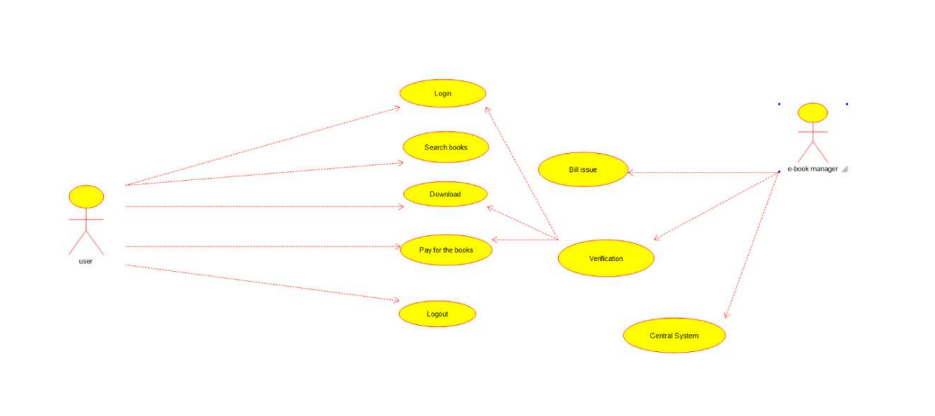 Login
Search books
Bill issue
e-book manager
Download
Pay for the books
user
Verification
Logout
Central System